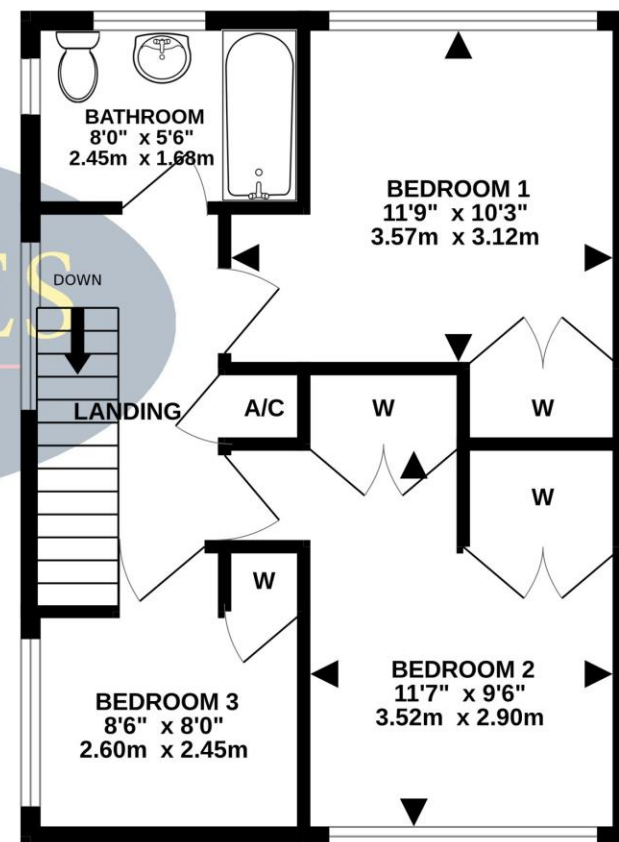 BATHROOM
8'0" x 5'6"
2.45m x 1.68m
BEDROOM 1
11'9" x 10'3"
3.57m x 3.12m
ES
DOWN
LANDING
A/C
W
W
W
W
BEDROOM 2
11'7" x 9'6"
3.52m x 2.90m
BEDROOM 3
8'6" x 8'0"
2.60m x 2.45m